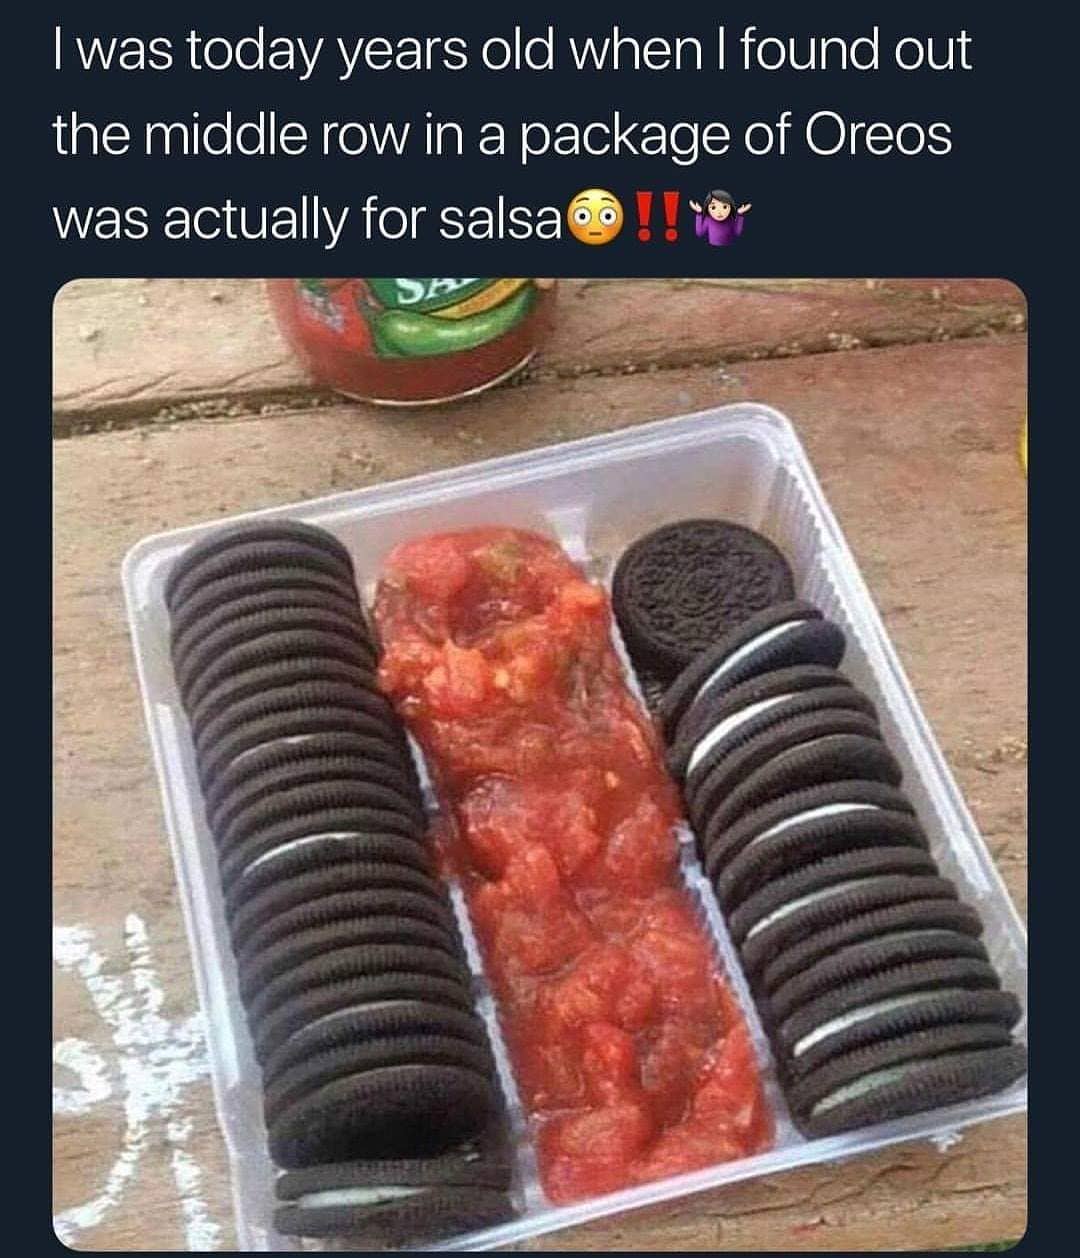 I was today years old when I found out
the middle row in a package of Oreos
was actually for salsa😳‼️🤷🏻‍♀️